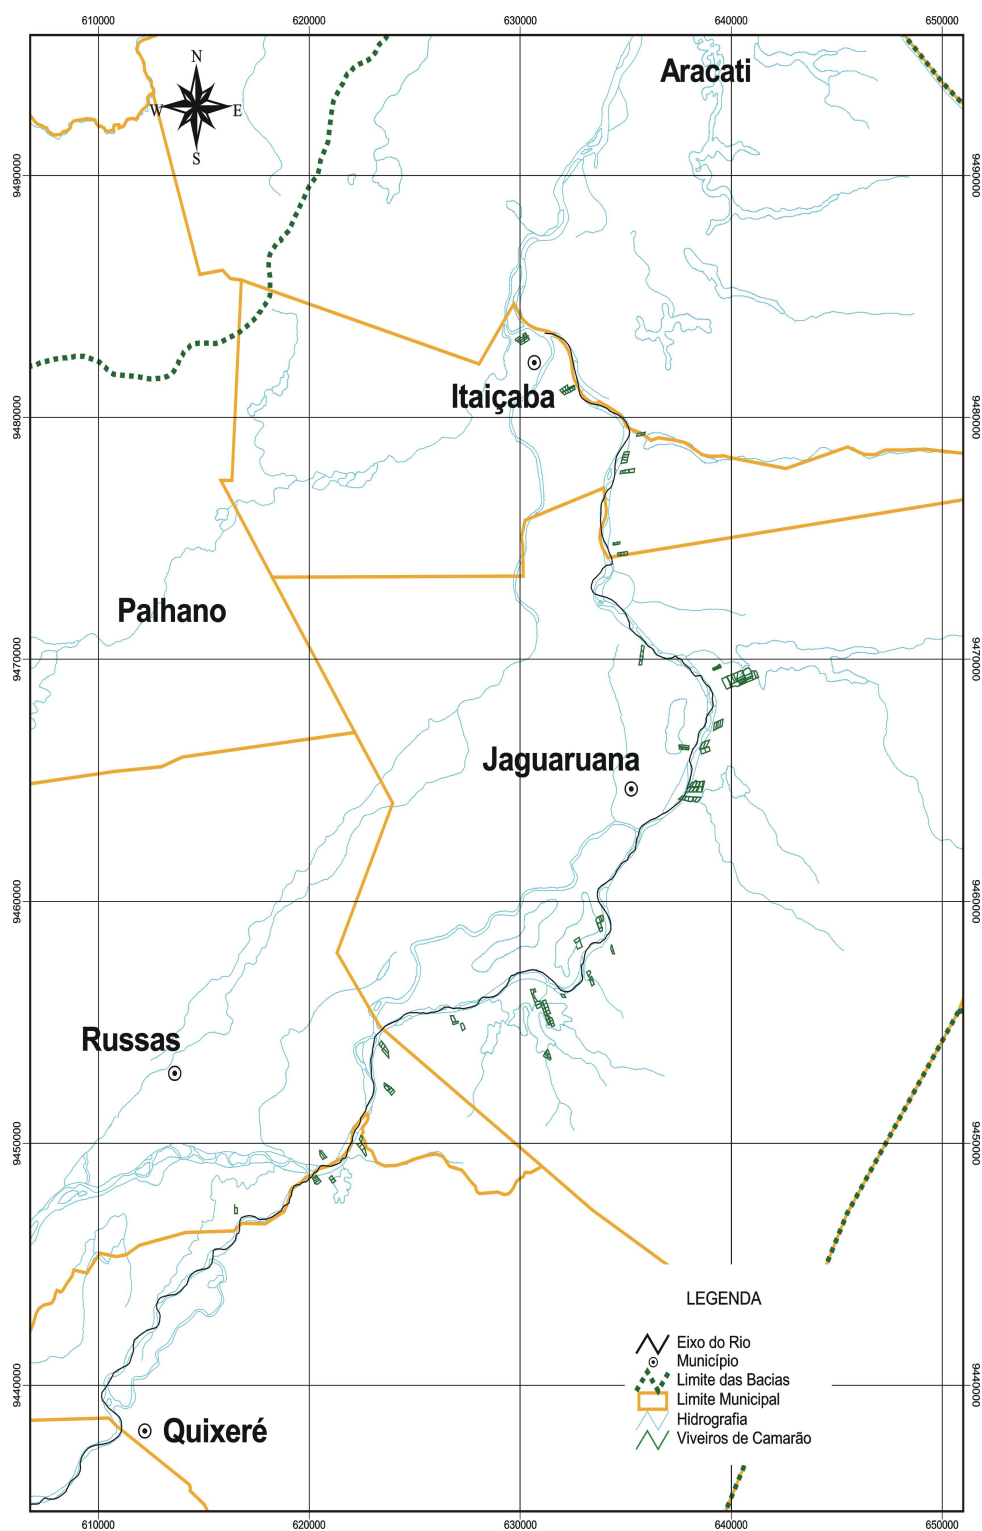 610000 620000 630000 640000 650000
Aracati
N
W E
S
9490000 9490000
Itaiçaba
9480000 9480000
Palhano
9470000 9470000
Jaguaruana
9460000 9460000
Russas
9450000 9450000
LEGENDA
Eixo do Rio
Município
Limite das Bacias
Limite Municipal
Hidrografia
Viveiros de Camarão
9440000 9440000
Quixeré
610000 620000 630000 640000 650000